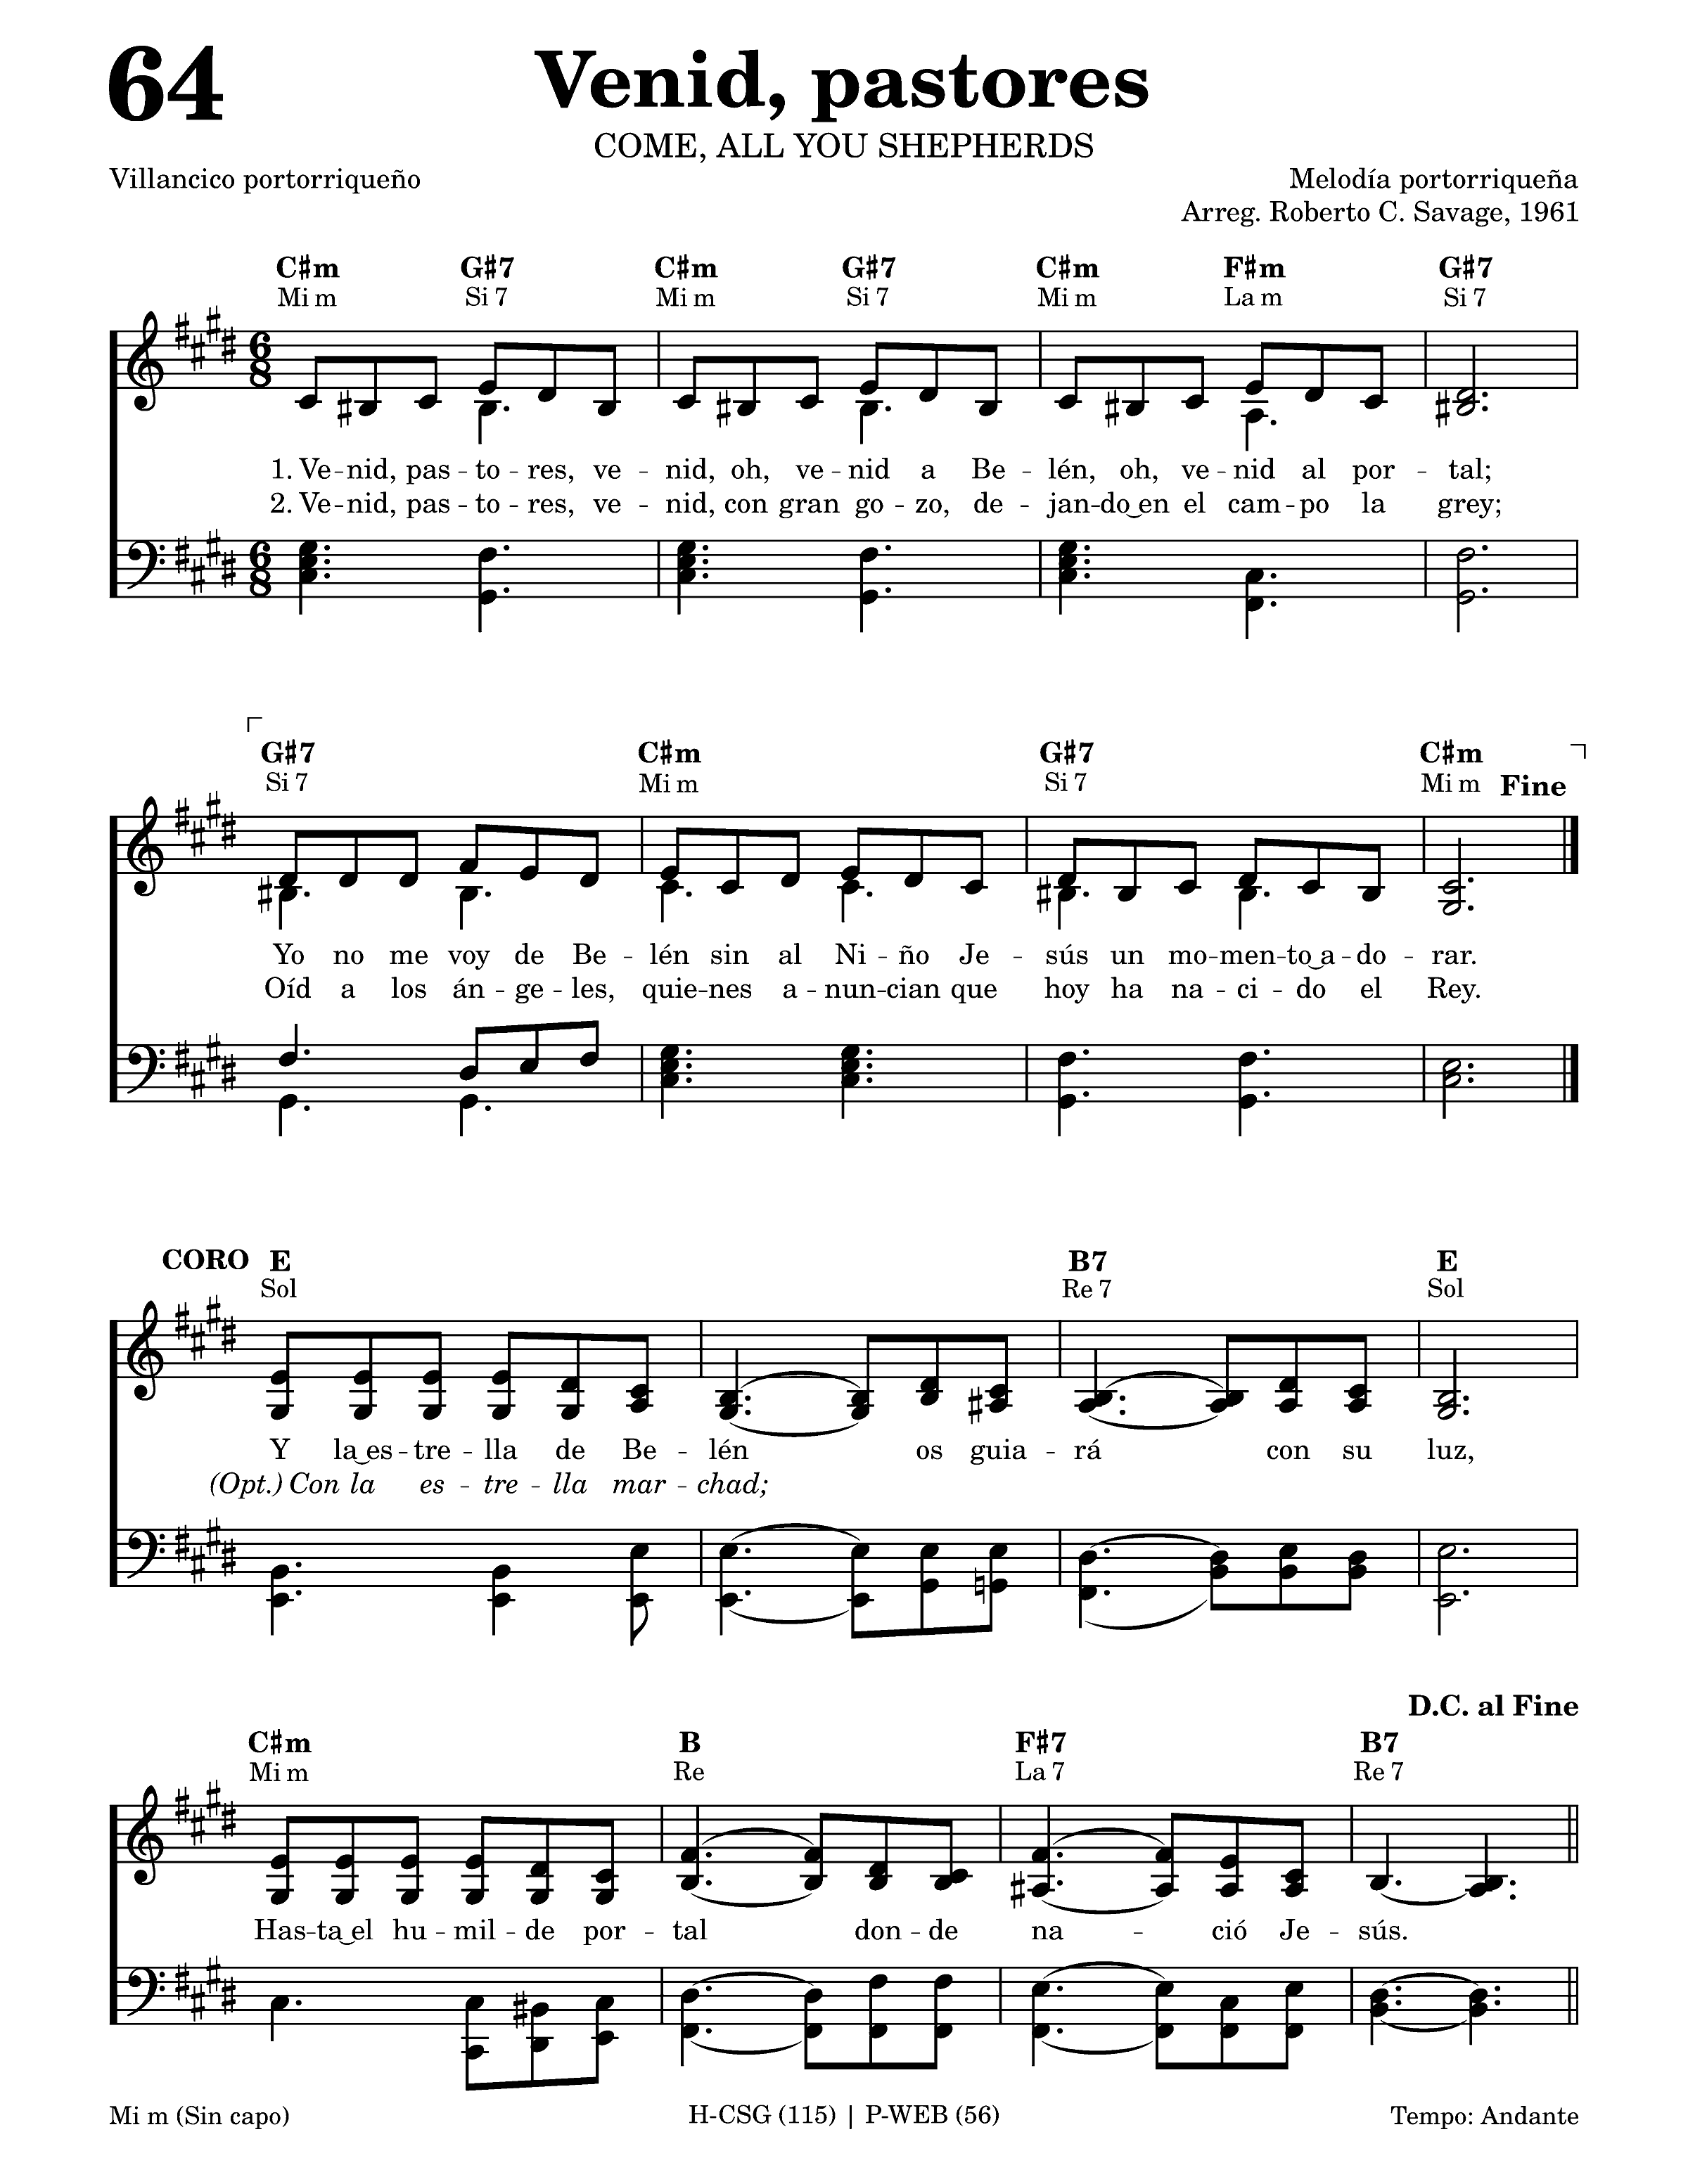 64
Venid, pastores
COME, ALL YOU SHEPHERDS
Villancico portorriqueño
Melodía portorriqueña
Arreg. Roberto C. Savage, 1961
C♯m G♯7 C♯m G♯7 C♯m F♯m G♯7
Mi m Si 7 Mi m Si 7 Mi m La m Si 7
6 8
1. Ve - nid, pas - to - res, ve - nid, oh, ve - nid a Be - lén, oh, ve - nid al por - tal;
2. Ve - nid, pas - to - res, ve - nid, con gran go - zo, de - jan - do‿en el cam - po la grey;
6 8
G♯7 C♯m G♯7 C♯m
Si 7 Mi m Si 7 Mi m Fine
Yo no me voy de Be - lén sin al Ni - ño Je - sús un mo - men - to‿a - do - rar.
Oíd a los án - ge - les, quie - nes a - nun - cian que hoy ha na - ci - do el Rey.
CORO E B7 E
Sol Re 7 Sol
Y la‿es - tre - lla de Be - lén os guia - rá con su luz,
(Opt.) Con la es - tre - lla mar - chad;
D.C. al Fine
C♯m B F♯7 B7
Mi m Re La 7 Re 7
Has - ta‿el hu - mil - de por - tal don - de na - ció Je - sús.
Mi m (Sin capo)
H-CSG (115) | P-WEB (56)
Tempo: Andante